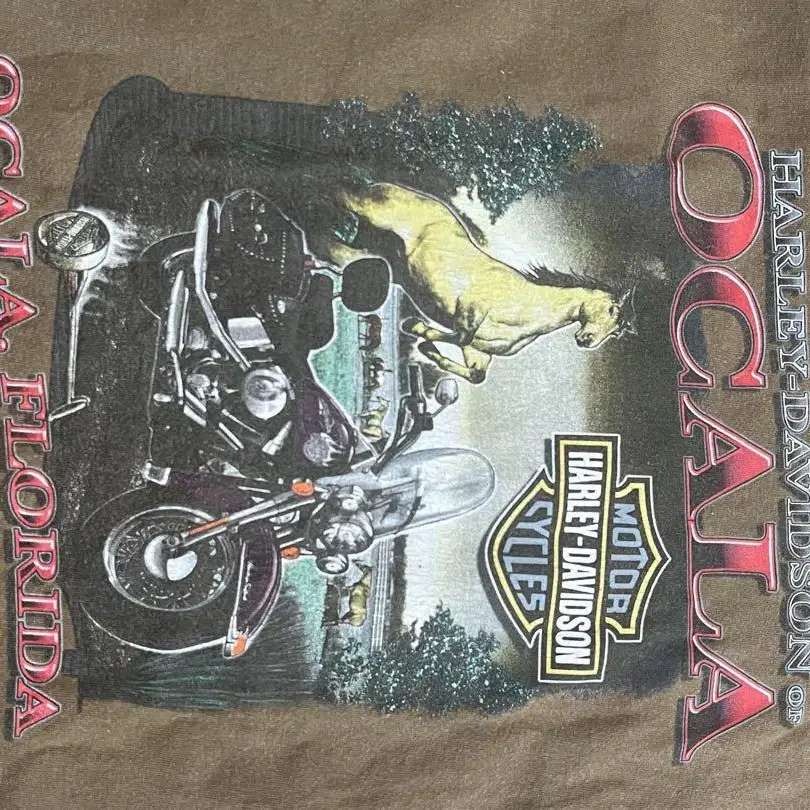 HARLEY-DAVIDSON OF
OCALA
MOTOR
HARLEY-DAVIDSON
CYCLES
OCALA, FLORIDA